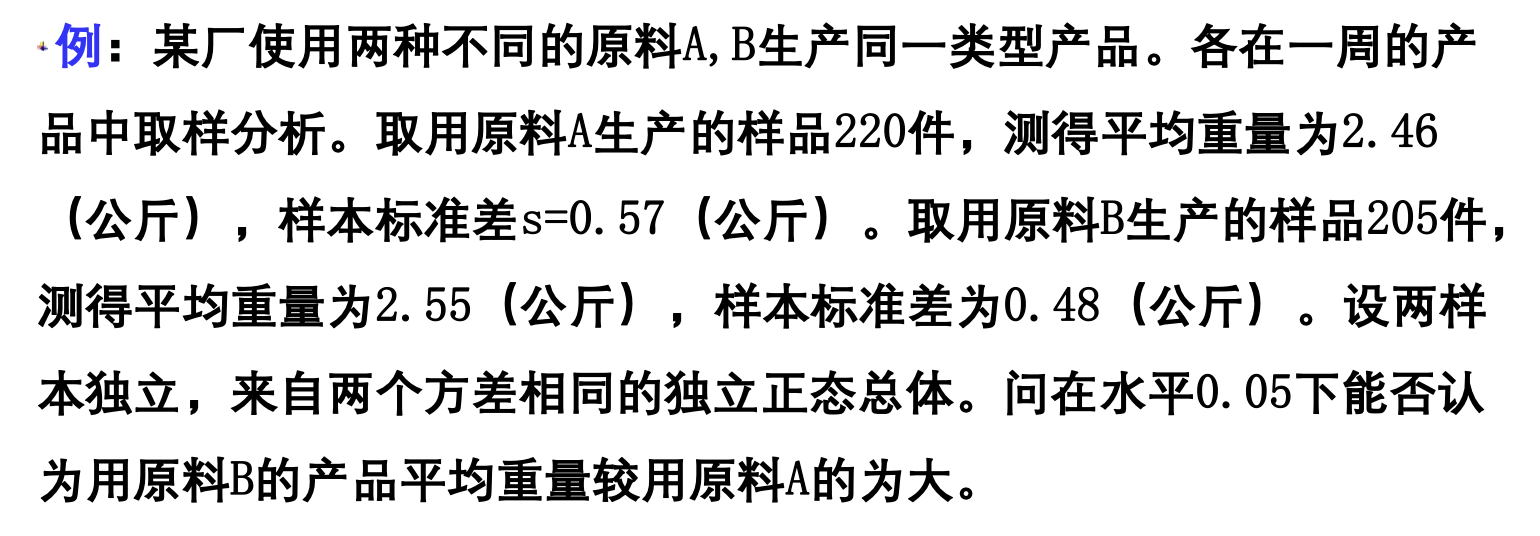 例：某厂使用两种不同的原料A,B生产同一类型产品。各在一周的产
品中取样分析。取用原料A生产的样品220件，测得平均重量为2.46
（公斤），样本标准差s=0.57（公斤）。取用原料B生产的样品205件，
测得平均重量为2.55（公斤），样本标准差为0.48（公斤）。设两样
本独立，来自两个方差相同的独立正态总体。问在水平0.05下能否认
为用原料B的产品平均重量较用原料A的为大。